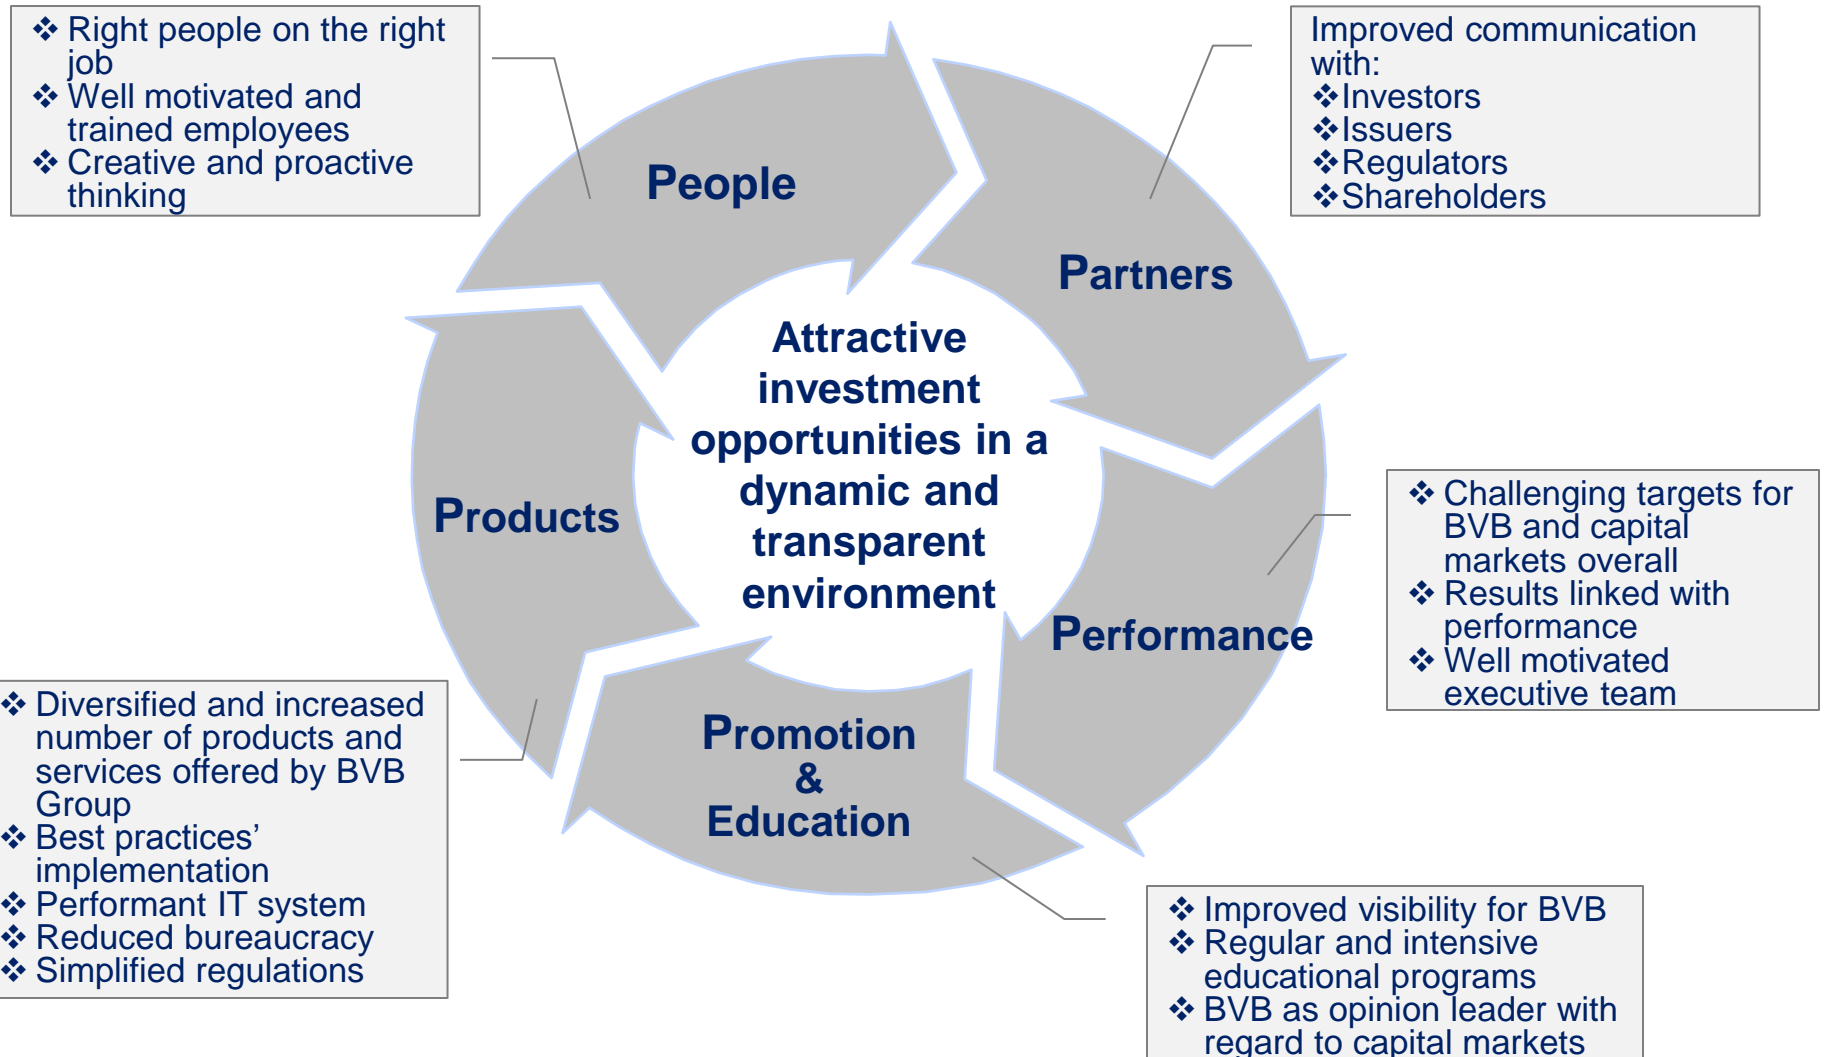 ❖ Right people on the right
job
❖ Well motivated and
trained employees
❖ Creative and proactive
thinking
Improved communication
with:
❖Investors
❖Issuers
❖Regulators
❖Shareholders
People
Partners
Attractive
investment
opportunities in a
dynamic and
transparent
environment
Products
Performance
❖ Challenging targets for
BVB and capital
markets overall
❖ Results linked with
performance
❖ Well motivated
executive team
Promotion
&
Education
❖ Diversified and increased
number of products and
services offered by BVB
Group
❖ Best practices’
implementation
❖ Performant IT system
❖ Reduced bureaucracy
❖ Simplified regulations
❖ Improved visibility for BVB
❖ Regular and intensive
educational programs
❖ BVB as opinion leader with
regard to capital markets